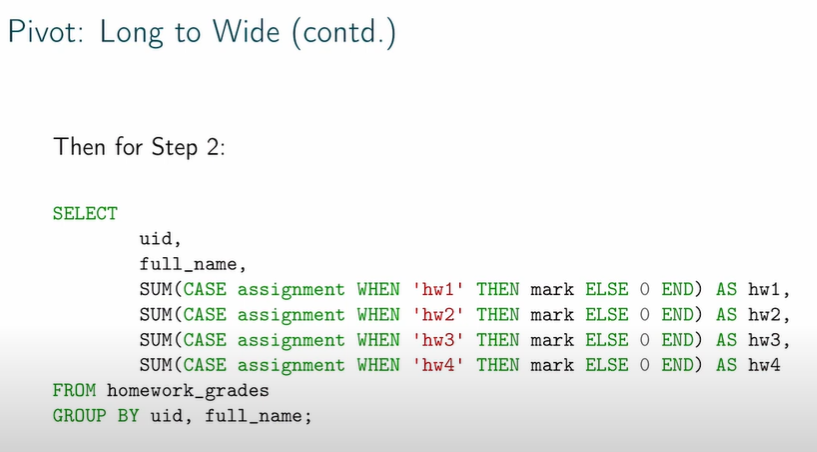 Pivot: Long to Wide (contd.)
Then for Step 2:
SELECT
uid,
full_name,
SUM(CASE assignment WHEN 'hw1' THEN mark ELSE 0 END) AS hw1,
SUM(CASE assignment WHEN 'hw2' THEN mark ELSE 0 END) AS hw2,
SUM(CASE assignment WHEN 'hw3' THEN mark ELSE 0 END) AS hw3,
SUM(CASE assignment WHEN 'hw4' THEN mark ELSE 0 END) AS hw4
FROM homework_grades
GROUP BY uid, full_name;